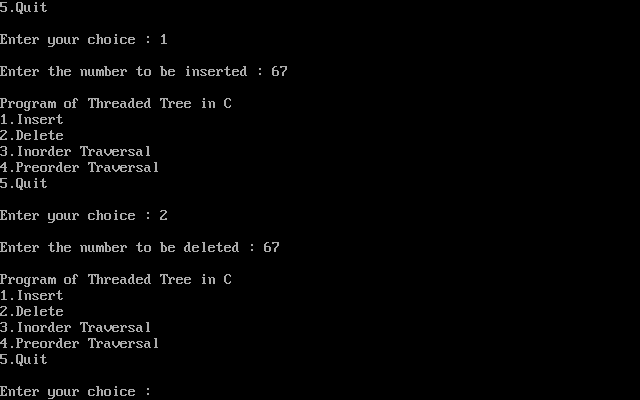 5.Quit
Enter your choice : 1
Enter the number to be inserted : 67
Program of Threaded Tree in C
1.Insert
2.Delete
3.Inorder Traversal
4.Preorder Traversal
5.Quit
Enter your choice : 2
Enter the number to be deleted : 67
Program of Threaded Tree in C
1.Insert
2.Delete
3.Inorder Traversal
4.Preorder Traversal
5.Quit
Enter your choice :